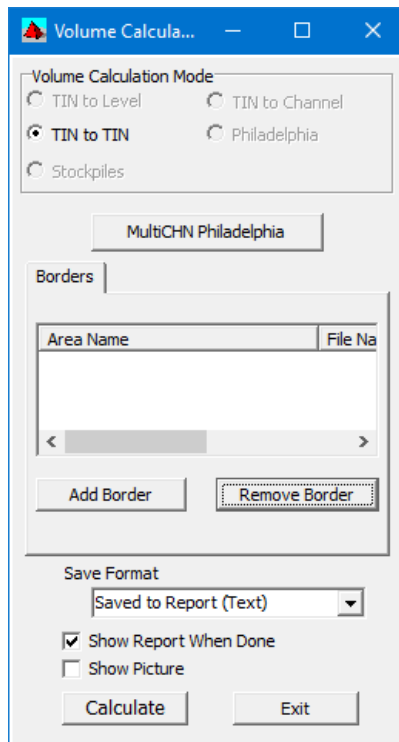 Volume Calcula...
Volume Calculation Mode
TIN to Level
TIN to Channel
TIN to TIN
Philadelphia
Stockpiles
MultiCHN Philadelphia
Borders
Area Name
File Na
Add Border
Remove Border
Save Format
Saved to Report (Text)
Show Report When Done
Show Picture
Calculate
Exit